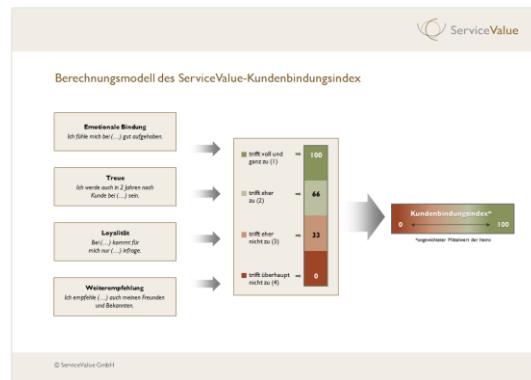 ServiceValue
Berechnungsmodell des ServiceValue-Kundenbindungsindex
Emotionale Bindung
Ich fühle mich bei (…) gut aufgehoben.
Treue
Ich werde auch in 2 Jahren noch
Kunde bei (…) sein.
Loyalität
Bei (…) kommt für
mich nur (…) infrage.
Weiterempfehlung
Ich empfehle (…) auch meinen Freunden
und Bekannten.
trifft voll und
ganz zu (1)
=
100
trifft eher
zu (2)
=
66
trifft eher
nicht zu (3)
=
33
trifft überhaupt
nicht zu (4)
=
0
Kundenbindungsindex*
0
100
*ungewichteter Mittelwert der Items
© ServiceValue GmbH